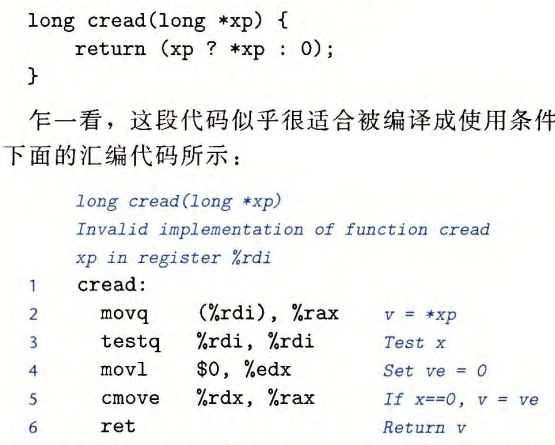 long cread(long *xp) {
return (xp ? *xp : 0);
}
乍一看，这段代码似乎很适合被编译成使用条件
下面的汇编代码所示：
long cread(long *xp)
Invalid implementation of function cread
xp in register %rdi
1 cread:
2 movq (%rdi), %rax v = *xp
3 testq %rdi, %rdi Test x
4 movl $0, %edx Set ve = 0
5 cmove %rdx, %rax If x==0, v = ve
6 ret Return v